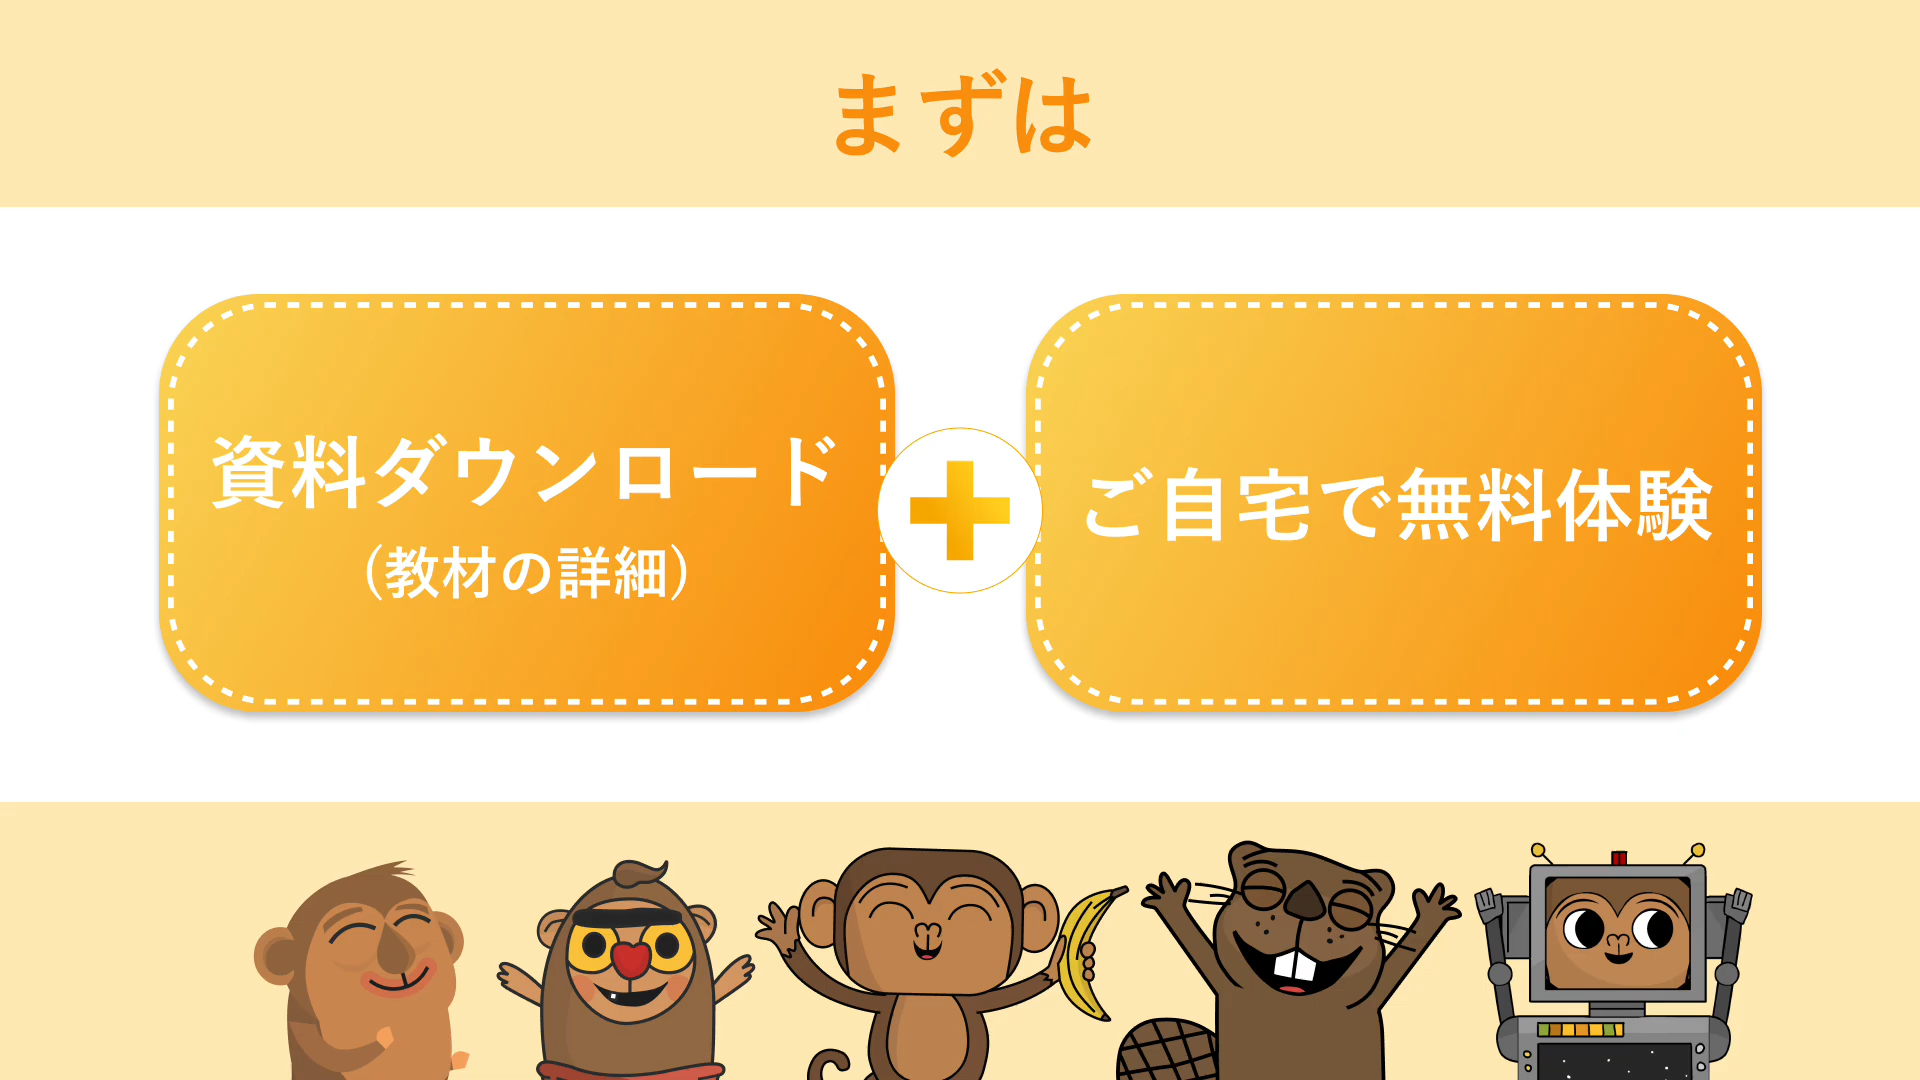 まずは
資料ダウンロード
（教材の詳細）
ご自宅で無料体験